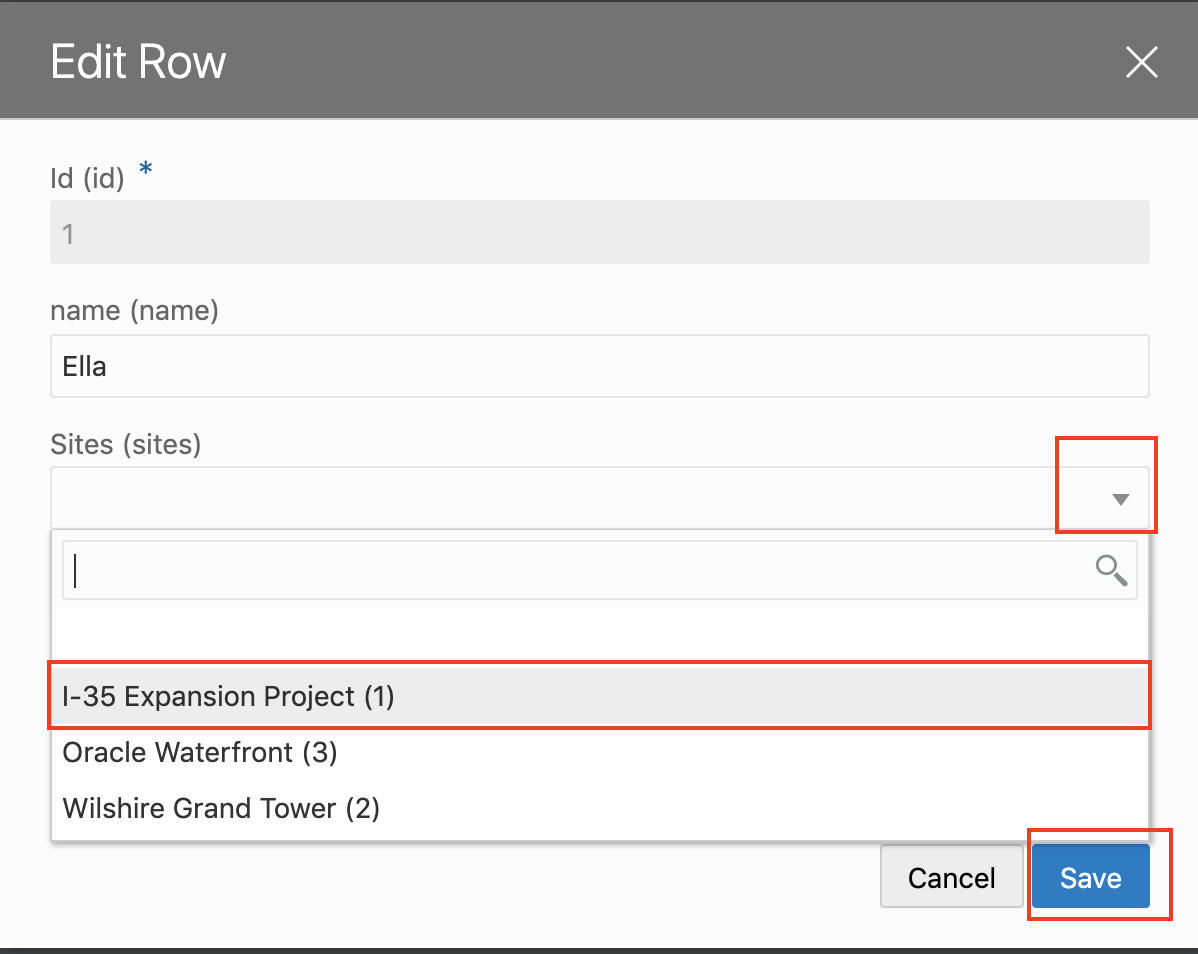 Edit Row
Id (id) *
1
name (name)
Ella
Sites (sites)
I-35 Expansion Project (1)
Oracle Waterfront (3)
Wilshire Grand Tower (2)
Cancel Save